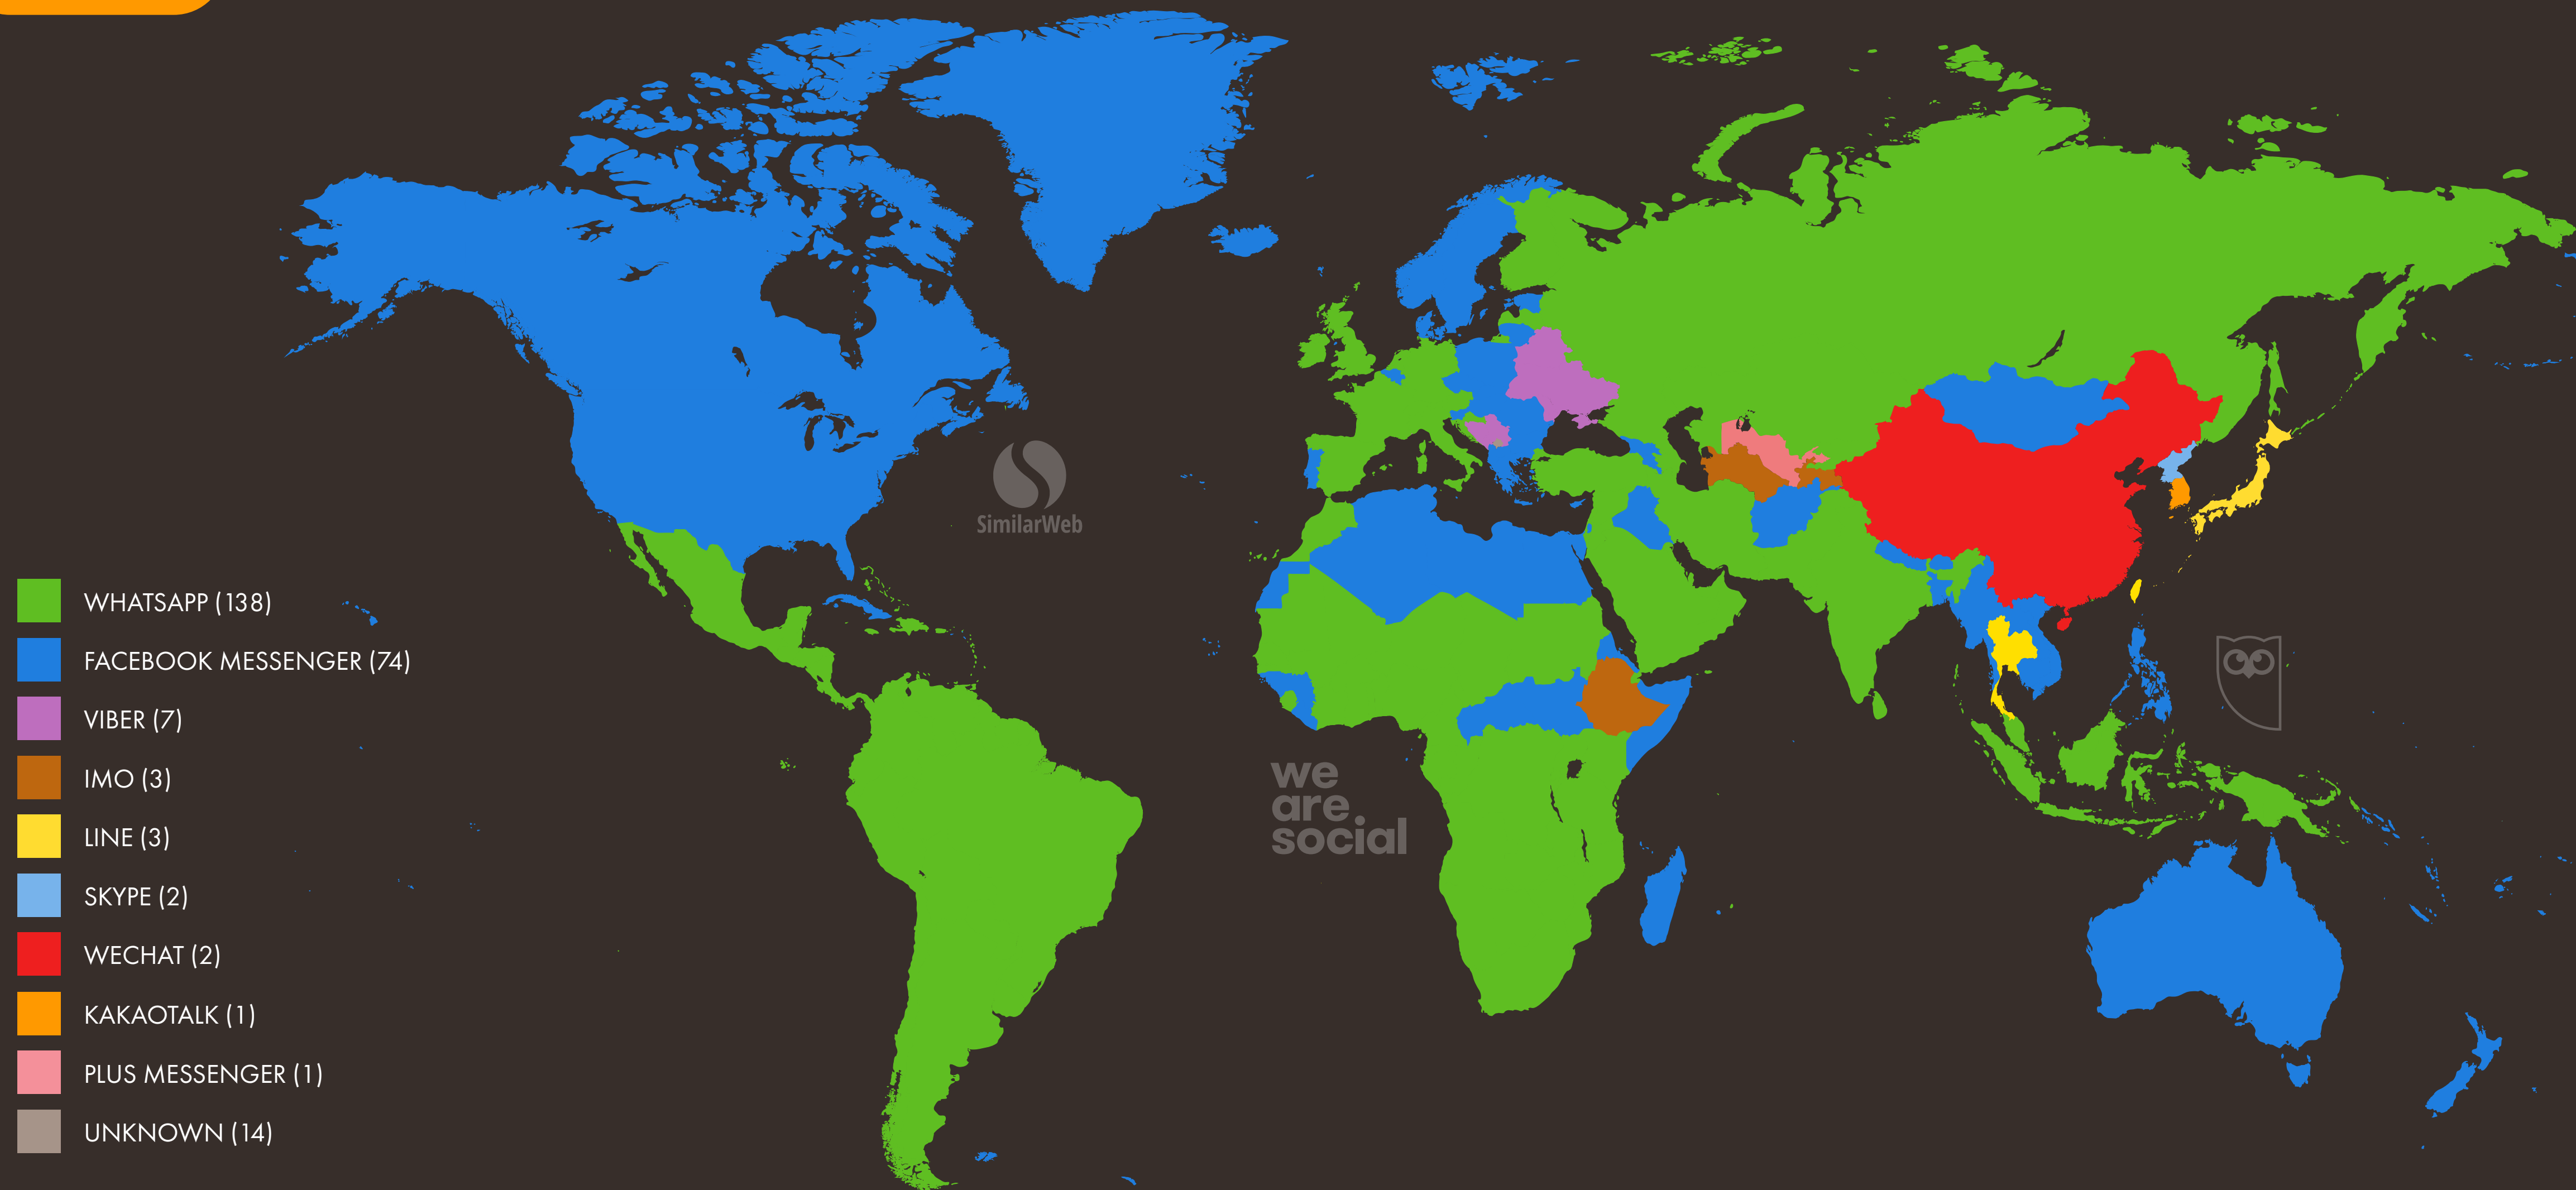 SimilarWeb
WHATSAPP (138)
FACEBOOK MESSENGER (74)
VIBER (7)
IMO (3)
LINE (3)
SKYPE (2)
WECHAT (2)
KAKAOTALK (1)
PLUS MESSENGER (1)
UNKNOWN (14)
we
are
social